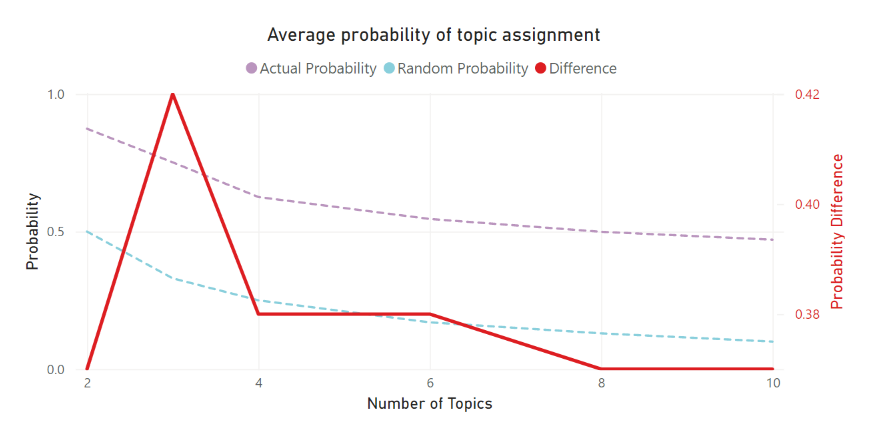 Average probability of topic assignment
Actual Probability Random Probability Difference
1.0
0.5
0.0
Probability
0.42
0.40
0.38
Probability Difference
2 4 6 8 10
Number of Topics